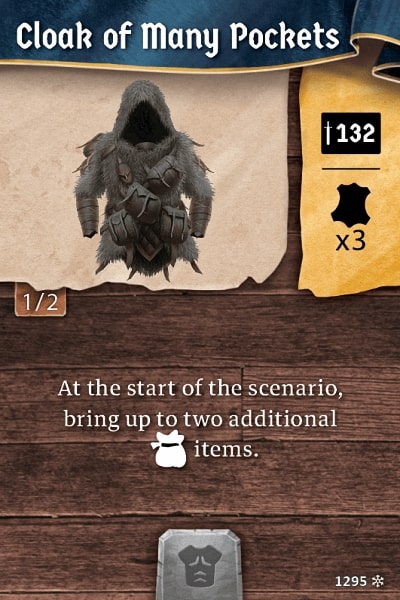 Cloak of Many Pockets
132
x3
1/2
At the start of the scenario,
bring up to two additional
items.
1295